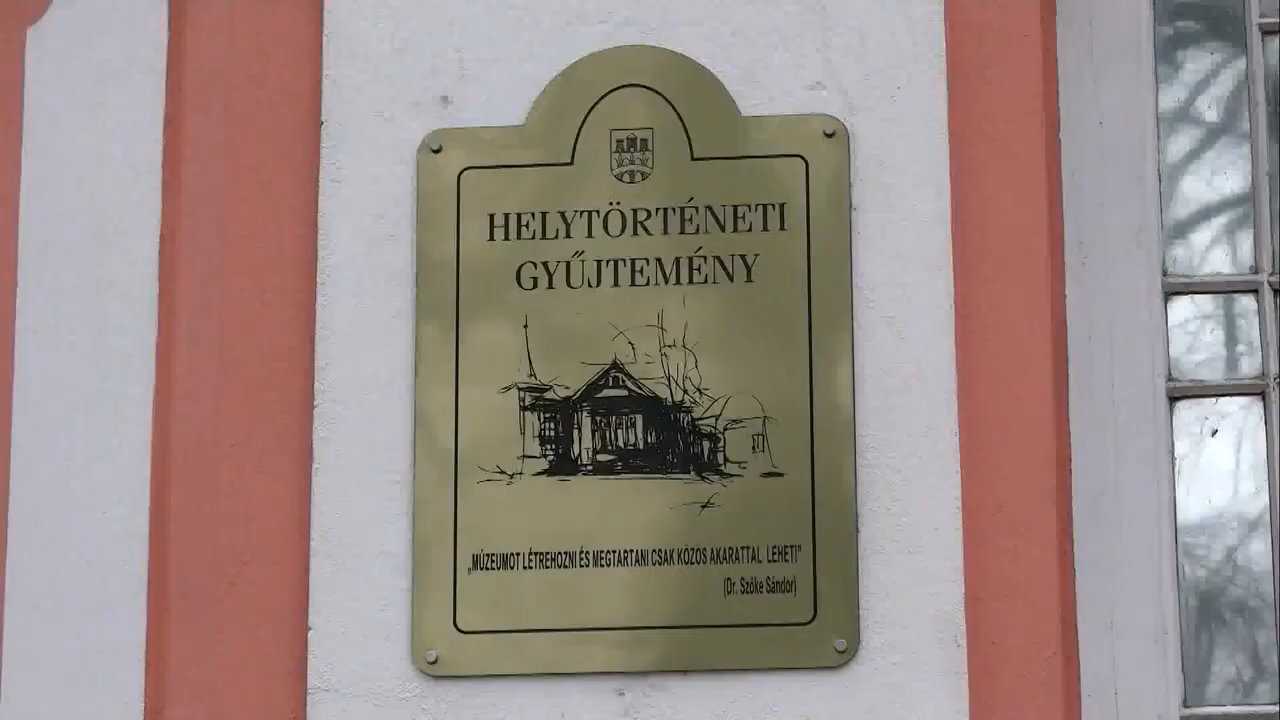 HELYTÖRTÉNETI
GYŰJTEMÉNY
„MÚZEUMOT LÉTREHOZNI ÉS MEGTARTANI CSAK KÖZÖS AKARATTAL LEHET!”
(Dr. Szőke Sándor)